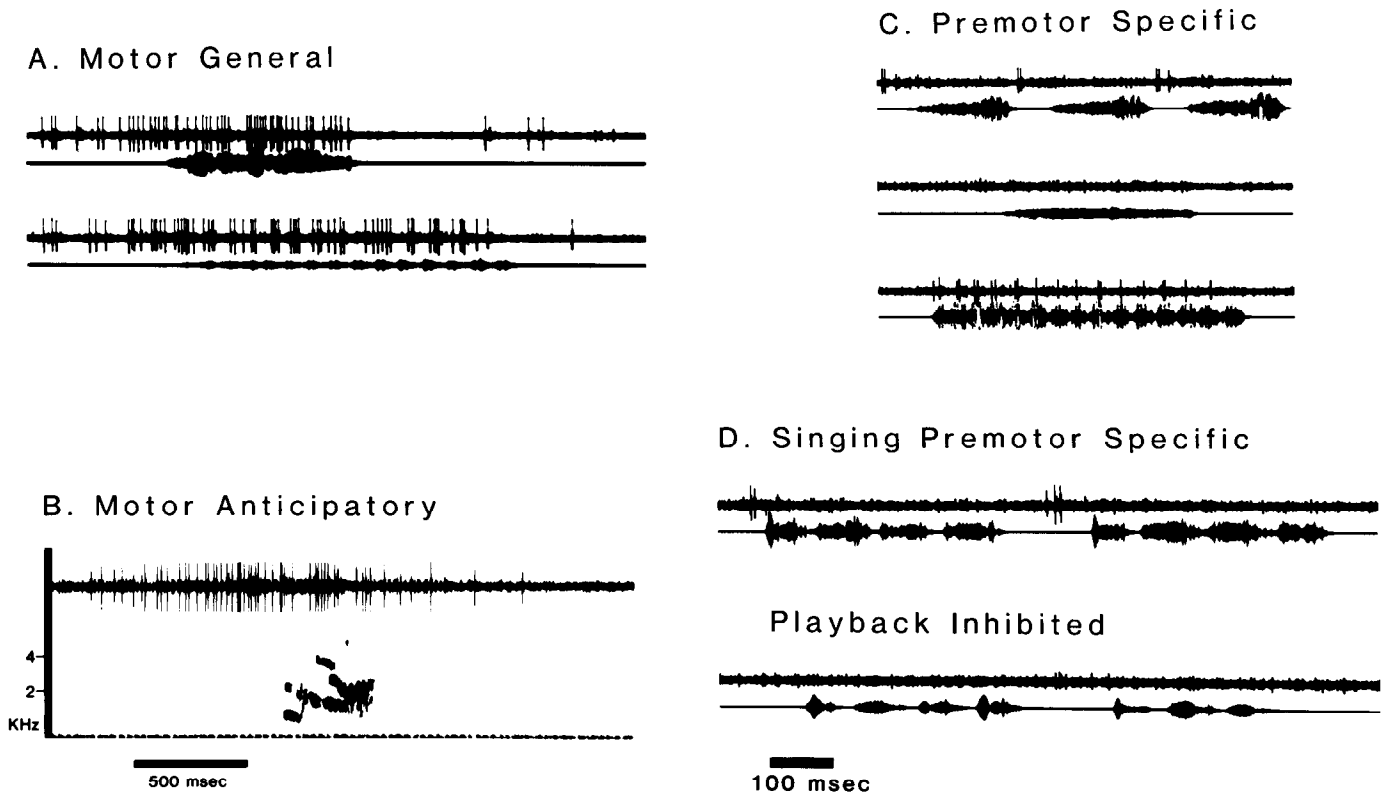 A. Motor General
B. Motor Anticipatory
4
2
KHz
500 msec
C. Premotor Specific
D. Singing Premotor Specific
Playback Inhibited
100 msec